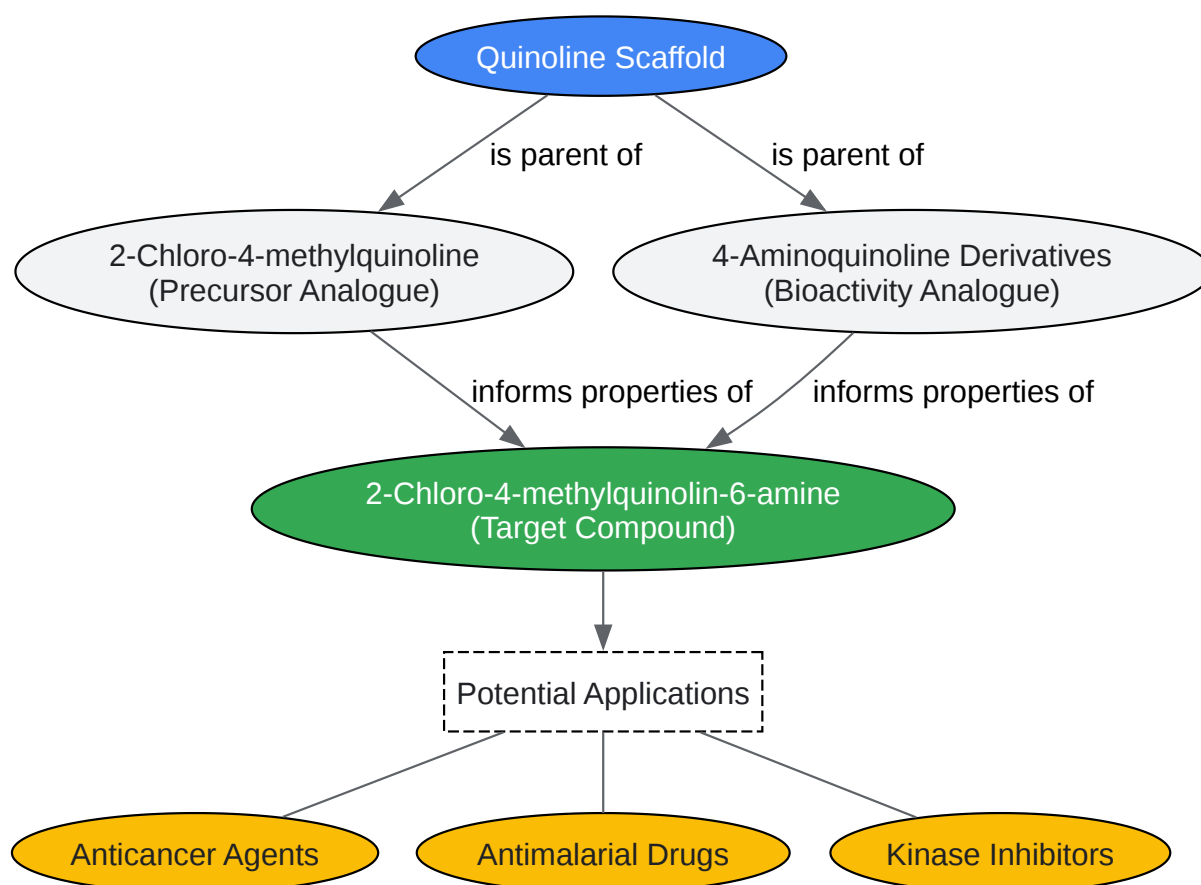 Quinoline Scaffold
is parent of
is parent of
2-Chloro-4-methylquinoline
(Precursor Analogue)
4-Aminoquinoline Derivatives
(Bioactivity Analogue)
informs properties of
informs properties of
2-Chloro-4-methylquinolin-6-amine
(Target Compound)
Potential Applications
Anticancer Agents
Antimalarial Drugs
Kinase Inhibitors